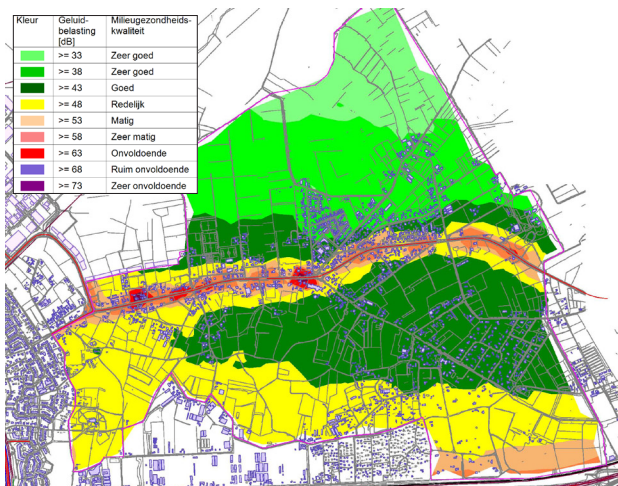 Kleur Geluid-belasting [dB] Milieugezondheids-kwaliteit
>= 33 Zeer goed
>= 38 Zeer goed
>= 43 Goed
>= 48 Redelijk
>= 53 Matig
>= 58 Zeer matig
>= 63 Onvoldoende
>= 68 Ruim onvoldoende
>= 73 Zeer onvoldoende